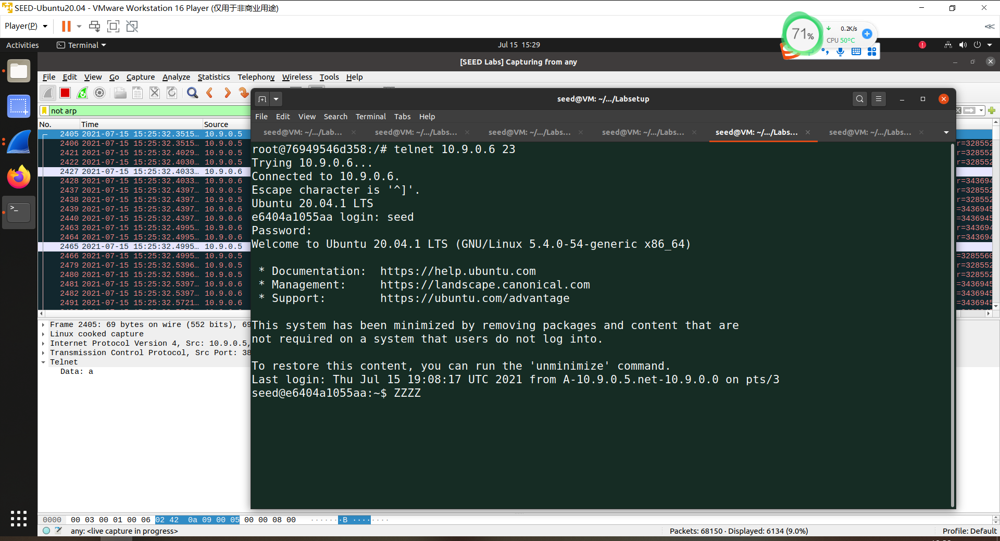 SEED-Ubuntu20.04 - VMware Workstation 16 Player (仅用于非商业用途)
Player(P)
71%
0.2K/s
CPU 50°C
Activities
Terminal
Jul 15 15:29
[SEED Labs] Capturing from any
File Edit View Go Capture Analyze Statistics Telephony Wireless Tools Help
not arp
No. Time Source
2405 2021-07-15 15:25:32.3515… 10.9.0.5
2406 2021-07-15 15:25:32.3515… 10.9.0.5
2421 2021-07-15 15:25:32.4029… 10.9.0.5
2422 2021-07-15 15:25:32.4030… 10.9.0.5
2427 2021-07-15 15:25:32.4033… 10.9.0.6
2428 2021-07-15 15:25:32.4033… 10.9.0.6
2437 2021-07-15 15:25:32.4397… 10.9.0.5
2438 2021-07-15 15:25:32.4397… 10.9.0.5
2439 2021-07-15 15:25:32.4397… 10.9.0.6
2440 2021-07-15 15:25:32.4397… 10.9.0.6
2463 2021-07-15 15:25:32.4995… 10.9.0.6
2464 2021-07-15 15:25:32.4995… 10.9.0.6
2465 2021-07-15 15:25:32.4995… 10.9.0.5
2466 2021-07-15 15:25:32.4995… 10.9.0.5
2479 2021-07-15 15:25:32.5396… 10.9.0.5
2480 2021-07-15 15:25:32.5396… 10.9.0.5
2481 2021-07-15 15:25:32.5397… 10.9.0.6
2482 2021-07-15 15:25:32.5397… 10.9.0.6
2491 2021-07-15 15:25:32.5721… 10.9.0.6
r=328552
r=328552
r=328552
r=343694
r=328552
r=328552
=3436945
=3436945
r=343694
r=343694
=3285560
r=328552
r=328552
=3436945
=3436945
=3436945
Frame 2405: 69 bytes on wire (552 bits), 69
Linux cooked capture
Internet Protocol Version 4, Src: 10.9.0.5,
Transmission Control Protocol, Src Port: 38
Telnet
Data: a
seed@VM: ~/.../Labsetup
File Edit View Search Terminal Tabs Help
seed@VM: ~/.../Lab... seed@VM: ~/.../Labs... seed@VM: ~/.../Labs... seed@VM: ~/.../Labs... seed@VM: ~/.../Labs... seed@VM: ~/.../Labs...
root@76949546d358:/# telnet 10.9.0.6 23
Trying 10.9.0.6...
Connected to 10.9.0.6.
Escape character is '^]'.
Ubuntu 20.04.1 LTS
e6404a1055aa login: seed
Password:
Welcome to Ubuntu 20.04.1 LTS (GNU/Linux 5.4.0-54-generic x86_64)
* Documentation:  https://help.ubuntu.com
* Management:     https://landscape.canonical.com
* Support:        https://ubuntu.com/advantage
This system has been minimized by removing packages and content that are
not required on a system that users do not log into.
To restore this content, you can run the 'unminimize' command.
Last login: Thu Jul 15 19:08:17 UTC 2021 from A-10.9.0.5.net-10.9.0.0 on pts/3
seed@e6404a1055aa:~$ ZZZZ
0000 00 03 00 01 00 06 02 42 0a 09 00 05 00 00 08 00 ·······B ········
any: <live capture in progress>
Packets: 68150 · Displayed: 6134 (9.0%)
Profile: Default